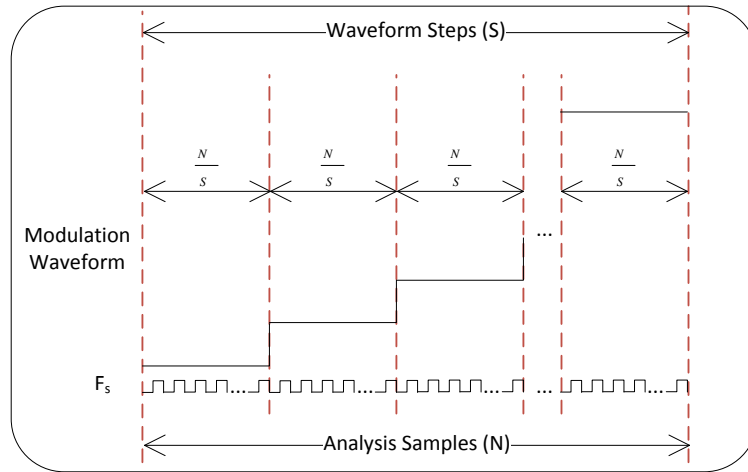 Waveform Steps (S)
N/S N/S N/S N/S
...
Modulation
Waveform
Fs ... ... ... ... ...
Analysis Samples (N)